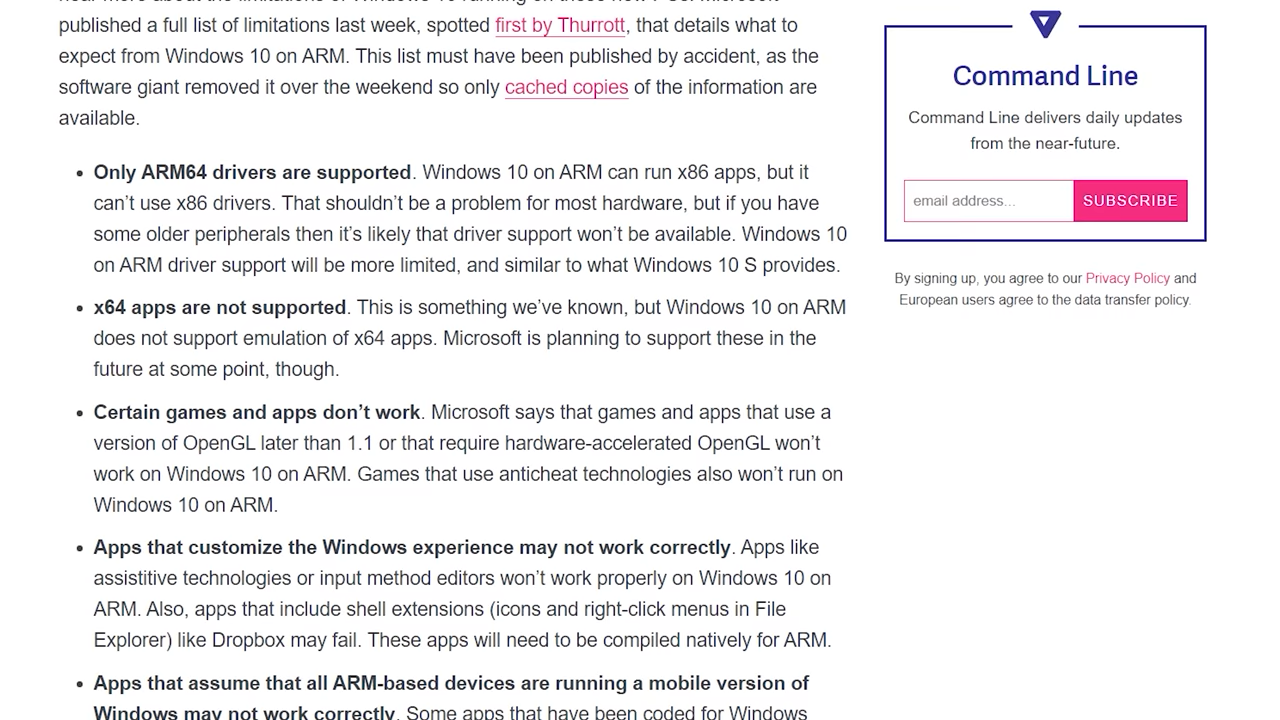 published a full list of limitations last week, spotted first by Thurrott, that details what to
expect from Windows 10 on ARM. This list must have been published by accident, as the
software giant removed it over the weekend so only cached copies of the information are
available.
• Only ARM64 drivers are supported. Windows 10 on ARM can run x86 apps, but it
can’t use x86 drivers. That shouldn’t be a problem for most hardware, but if you have
some older peripherals then it’s likely that driver support won’t be available. Windows 10
on ARM driver support will be more limited, and similar to what Windows 10 S provides.
• x64 apps are not supported. This is something we’ve known, but Windows 10 on ARM
does not support emulation of x64 apps. Microsoft is planning to support these in the
future at some point, though.
• Certain games and apps don’t work. Microsoft says that games and apps that use a
version of OpenGL later than 1.1 or that require hardware-accelerated OpenGL won’t
work on Windows 10 on ARM. Games that use anticheat technologies also won’t run on
Windows 10 on ARM.
• Apps that customize the Windows experience may not work correctly. Apps like
assistitive technologies or input method editors won’t work properly on Windows 10 on
ARM. Also, apps that include shell extensions (icons and right-click menus in File
Explorer) like Dropbox may fail. These apps will need to be compiled natively for ARM.
• Apps that assume that all ARM-based devices are running a mobile version of
Windows may not work correctly. Some apps that have been coded for Windows
Command Line
Command Line delivers daily updates
from the near-future.
email address...
SUBSCRIBE
By signing up, you agree to our Privacy Policy and
European users agree to the data transfer policy.